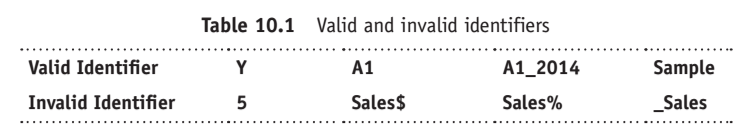 Table 10.1 Valid and invalid identifiers
Valid Identifier Y A1 A1_2014 Sample
Invalid Identifier 5 Sales$ Sales% _Sales